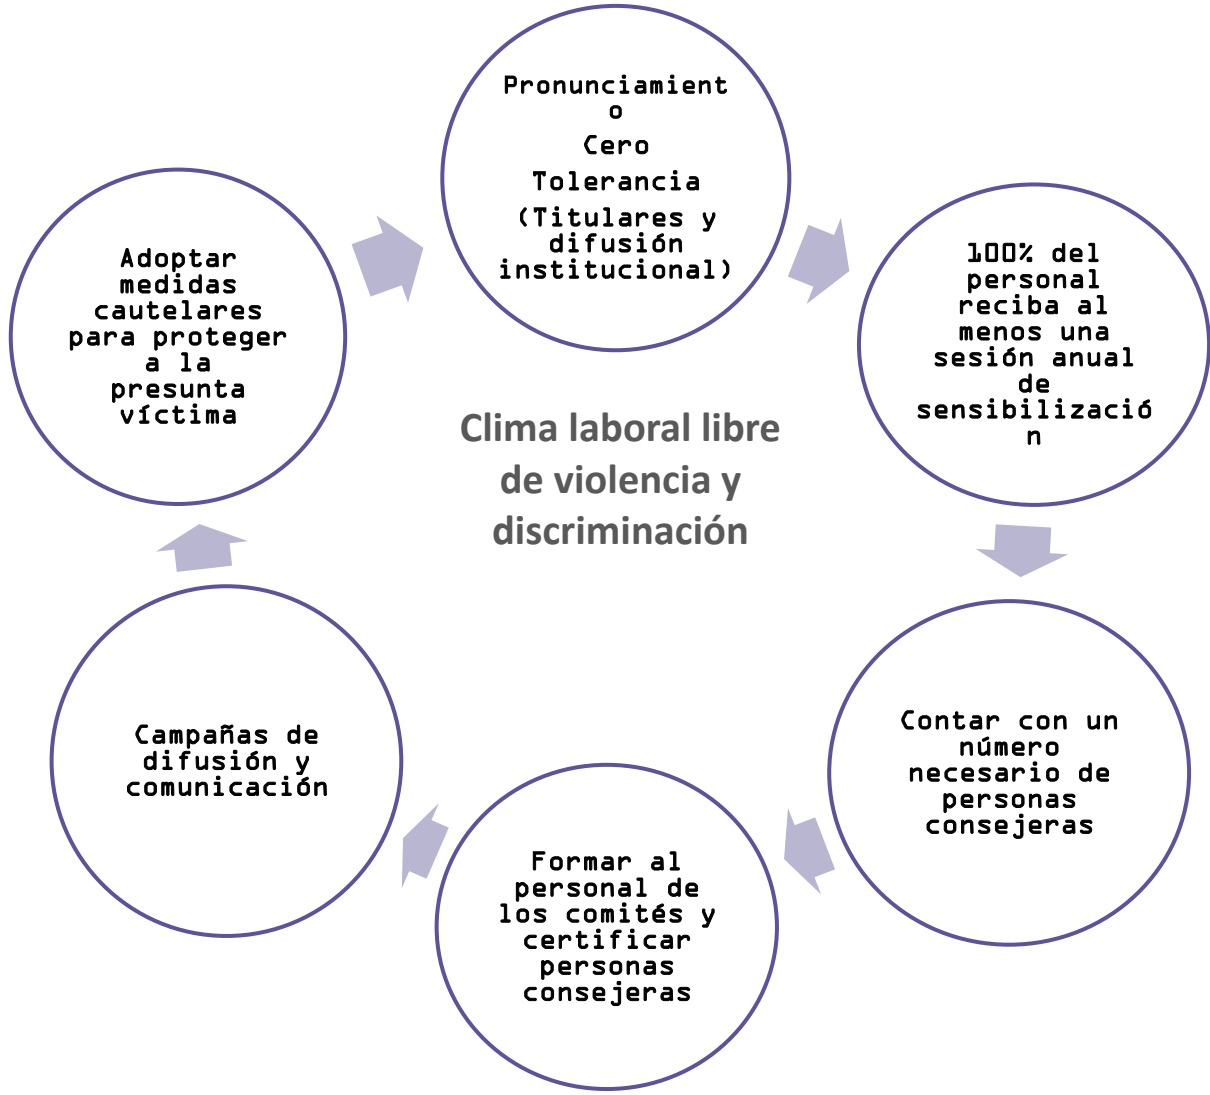 Pronunciamient
o
Cero
Tolerancia
(Titulares y
difusión
institucional)
100% del
personal
reciba al
menos una
sesión anual
de
sensibilizació
n
Contar con un
número
necesario de
personas
consejeras
Formar al
personal de
los comités y
certificar
personas
consejeras
Campañas de
difusión y
comunicación
Adoptar
medidas
cautelares
para proteger
a la
presunta
víctima
Clima laboral libre
de violencia y
discriminación